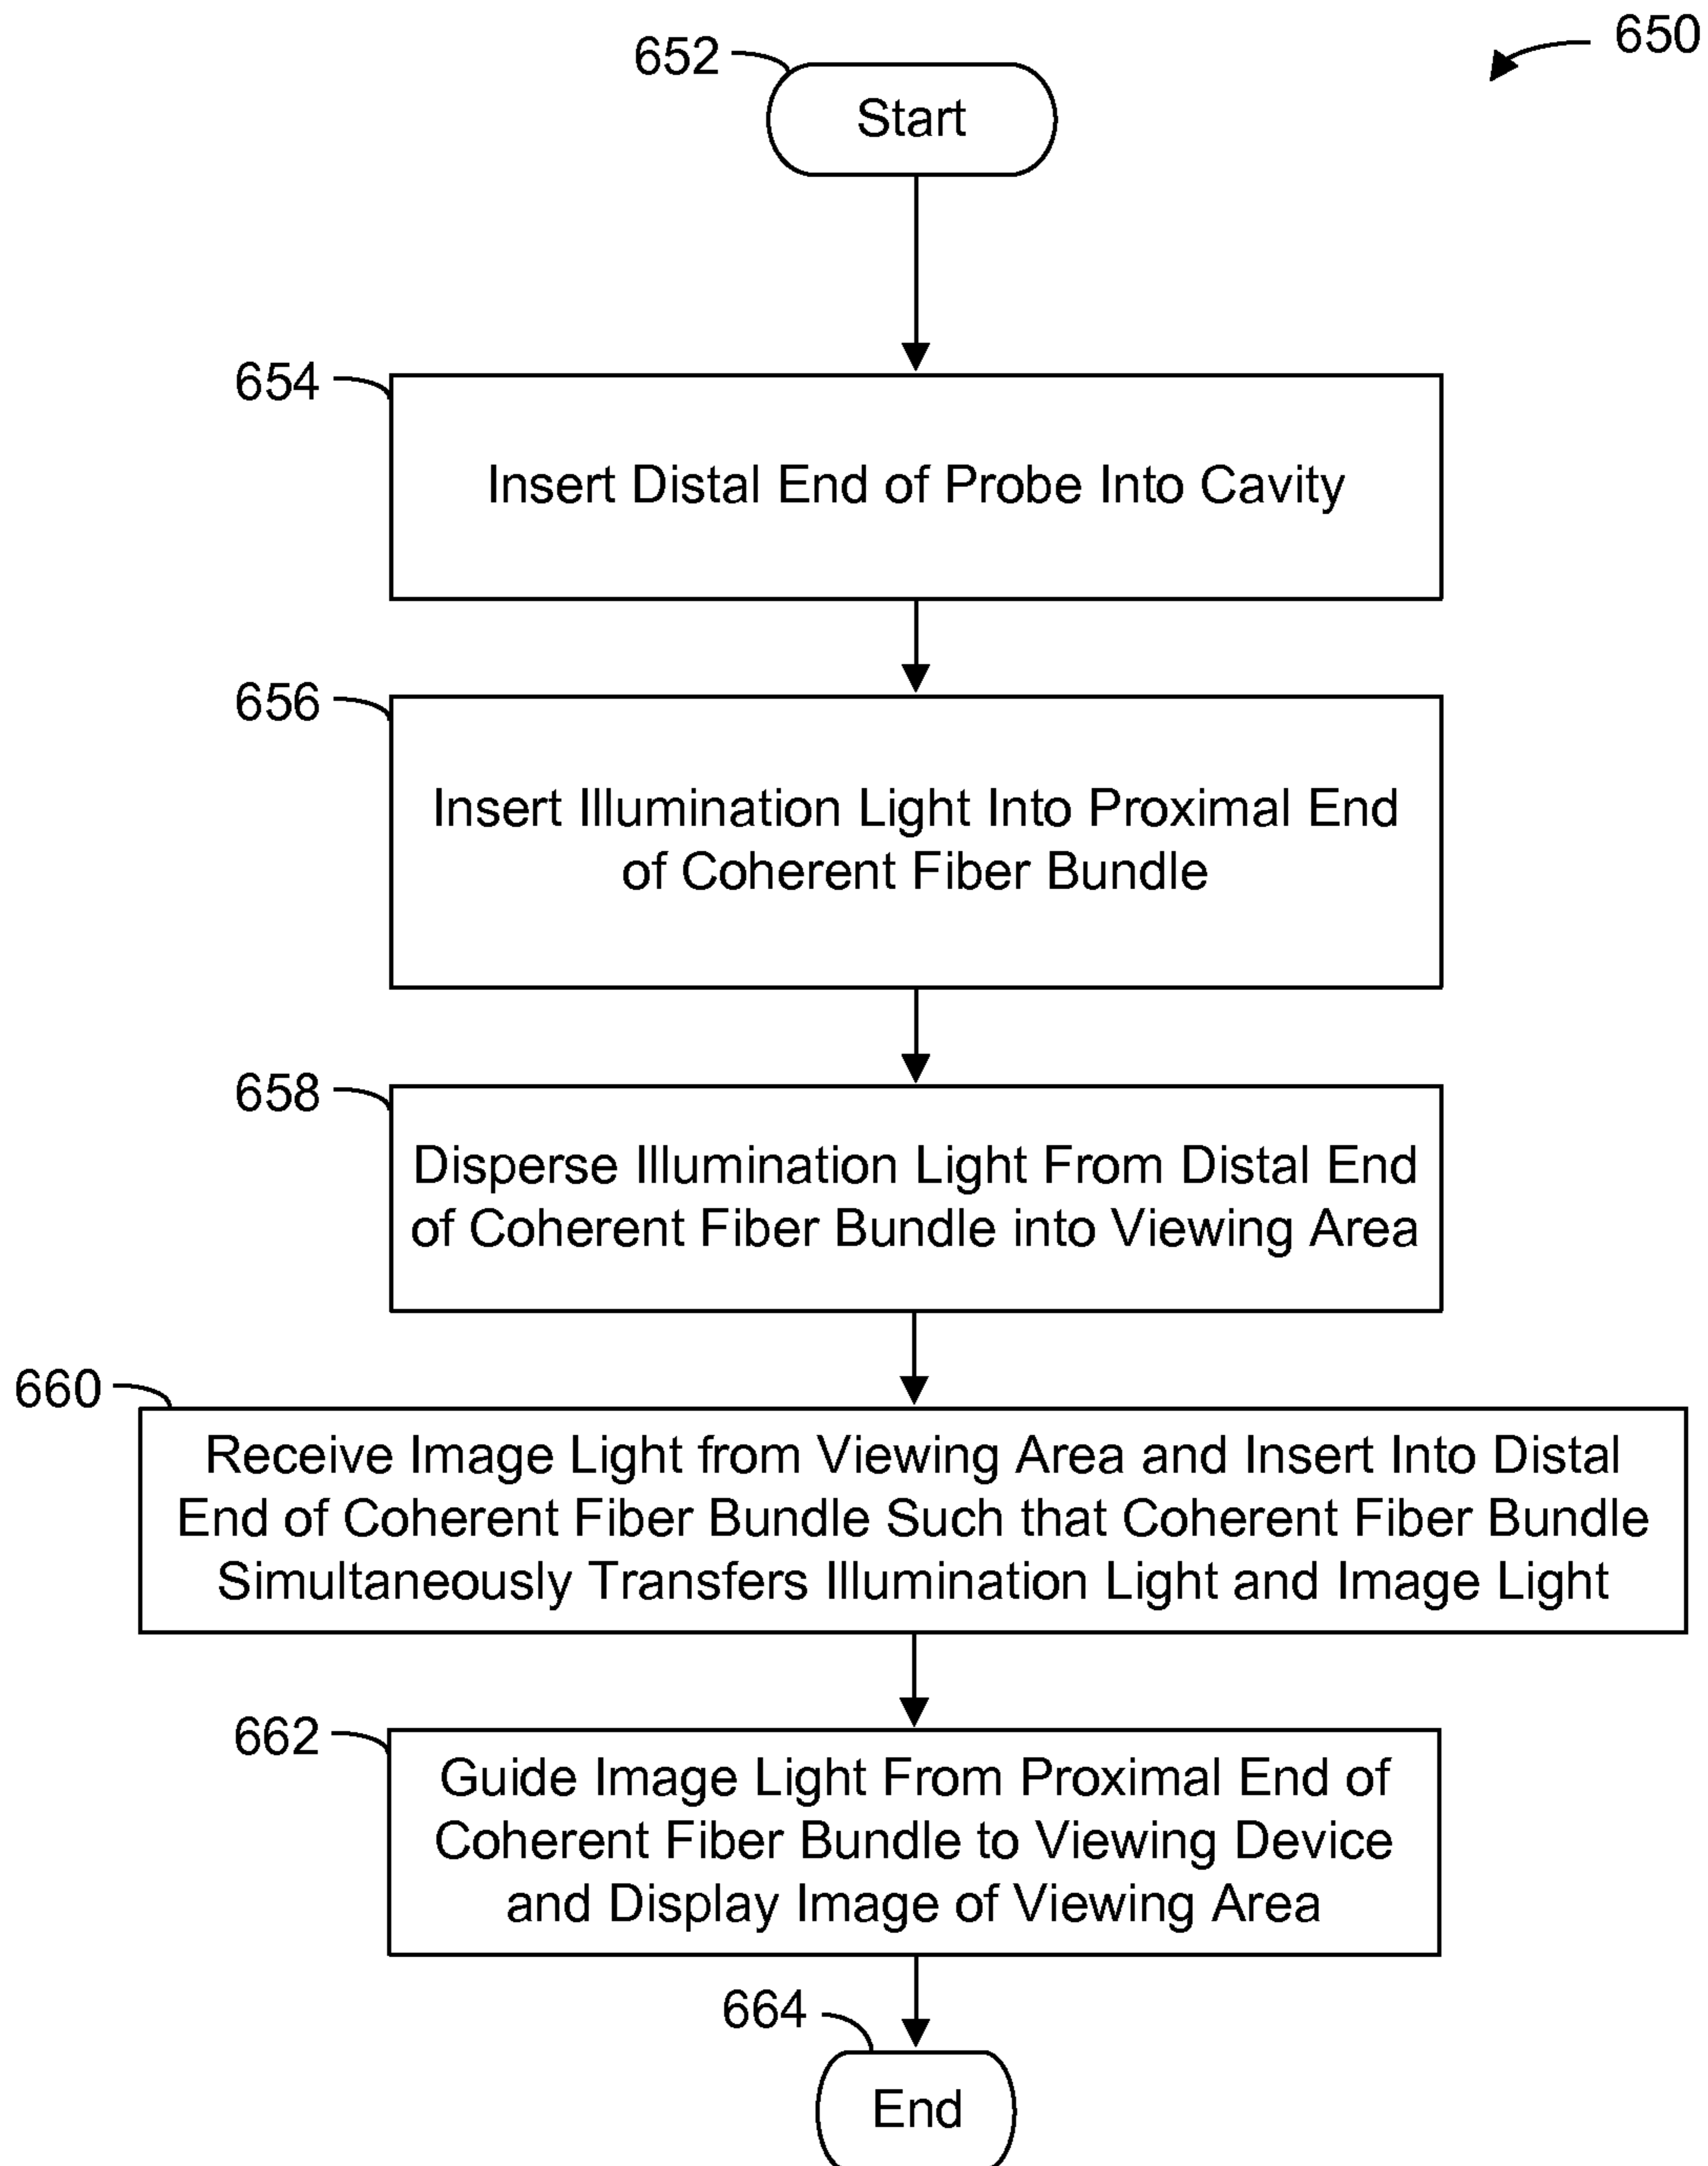 650
652
Start
654
Insert Distal End of Probe Into Cavity
656
Insert Illumination Light Into Proximal End
of Coherent Fiber Bundle
658
Disperse Illumination Light From Distal End
of Coherent Fiber Bundle into Viewing Area
660
Receive Image Light from Viewing Area and Insert Into Distal
End of Coherent Fiber Bundle Such that Coherent Fiber Bundle
Simultaneously Transfers Illumination Light and Image Light
662
Guide Image Light From Proximal End of
Coherent Fiber Bundle to Viewing Device
and Display Image of Viewing Area
664
End